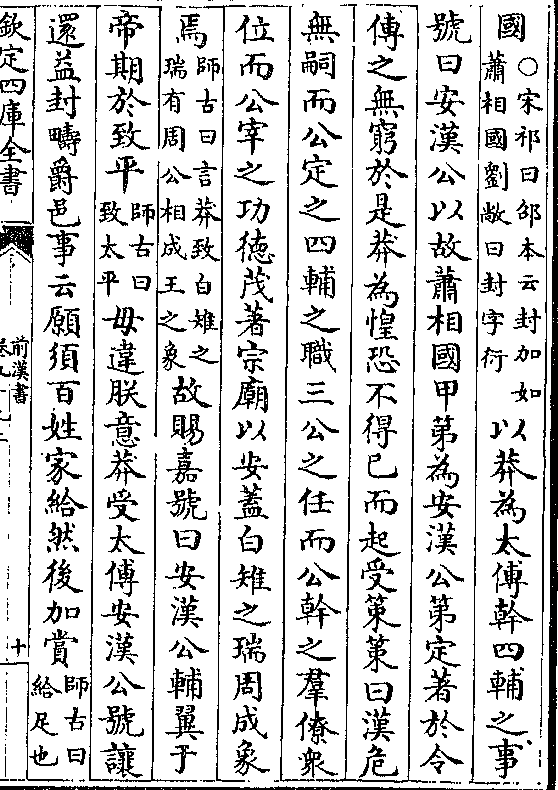 國○宋祁曰邰本云封加如蕭相國劉敞曰封字衍以莽為太傅幹四輔之事
號曰安漢公以故蕭相國甲第為安漢公第定著於令
傳之無窮於是莽為惶恐不得已而起受策策曰漢危
無嗣而公定之四輔之職三公之任而公幹之羣僚衆
位而公宰之功德茂著宗廟以安蓋白雉之瑞周成象
焉師古曰言莽致白雉之瑞有周公相成王之象故賜嘉號曰安漢公輔翼于
帝期於致平師古曰致太平毋違朕意莽受太傅安漢公號讓
還益封疇爵邑事云願須百姓家給然後加賞師古曰給足也
欽定四庫全書
前漢書
十